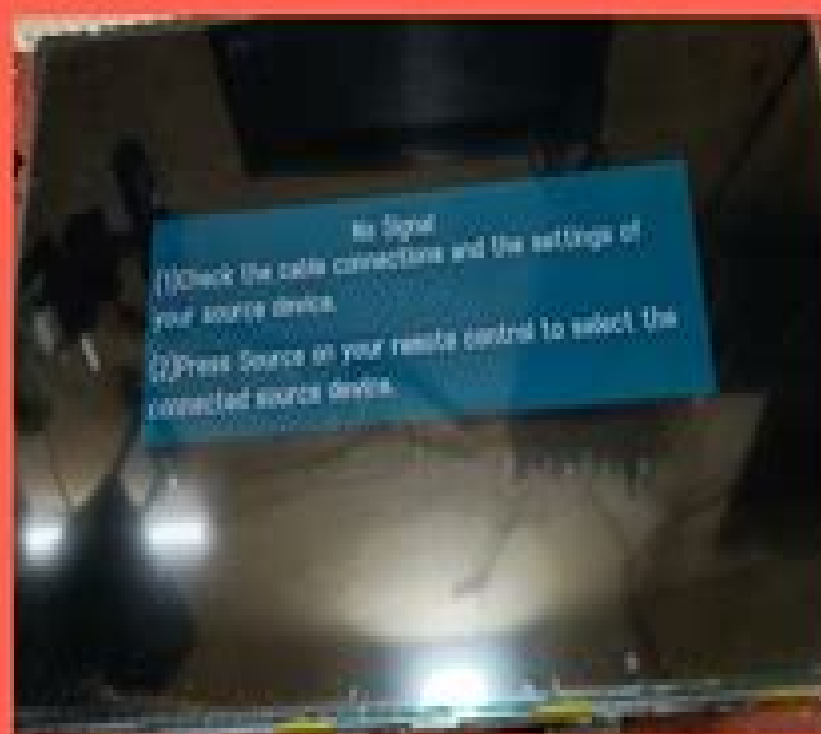 No Signal
(1)Check the cable connections and the settings of
your source device.
(2)Press Source on your remote control to select the
connected source device.